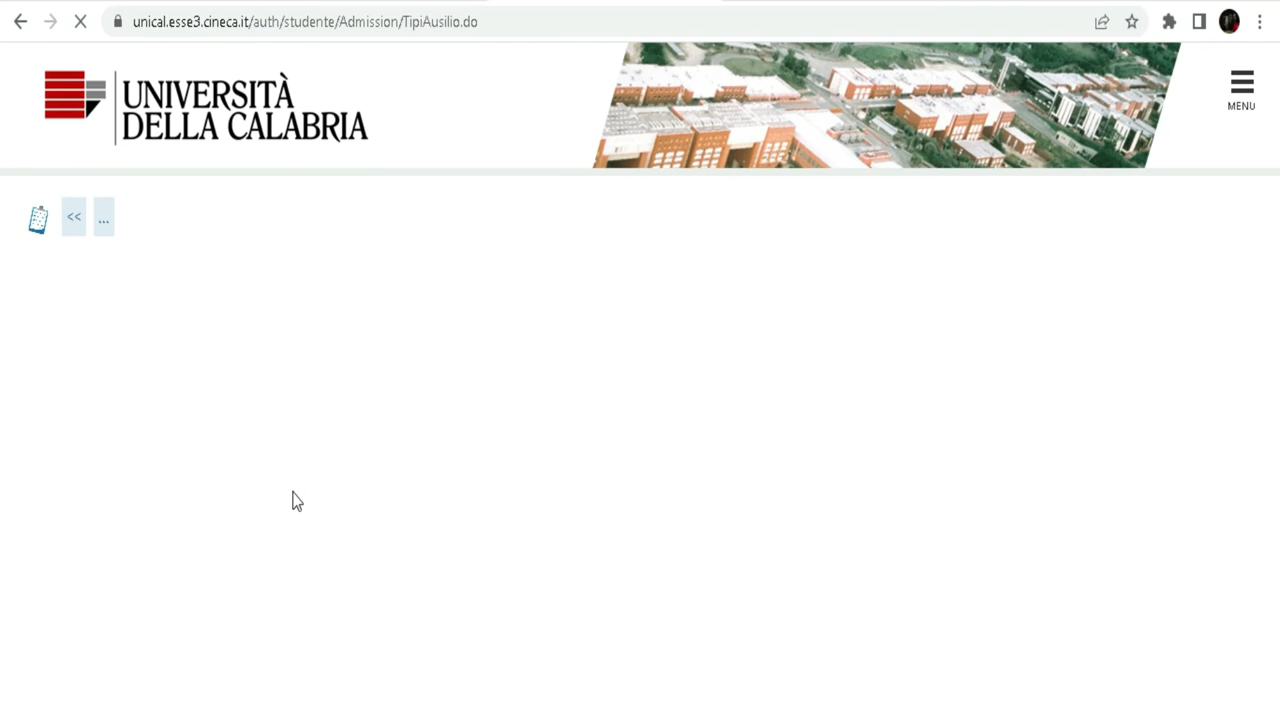 unical.esse3.cineca.it/auth/studente/Admission/TipiAusilio.do
UNIVERSITÀ
DELLA CALABRIA
MENU
<< ...